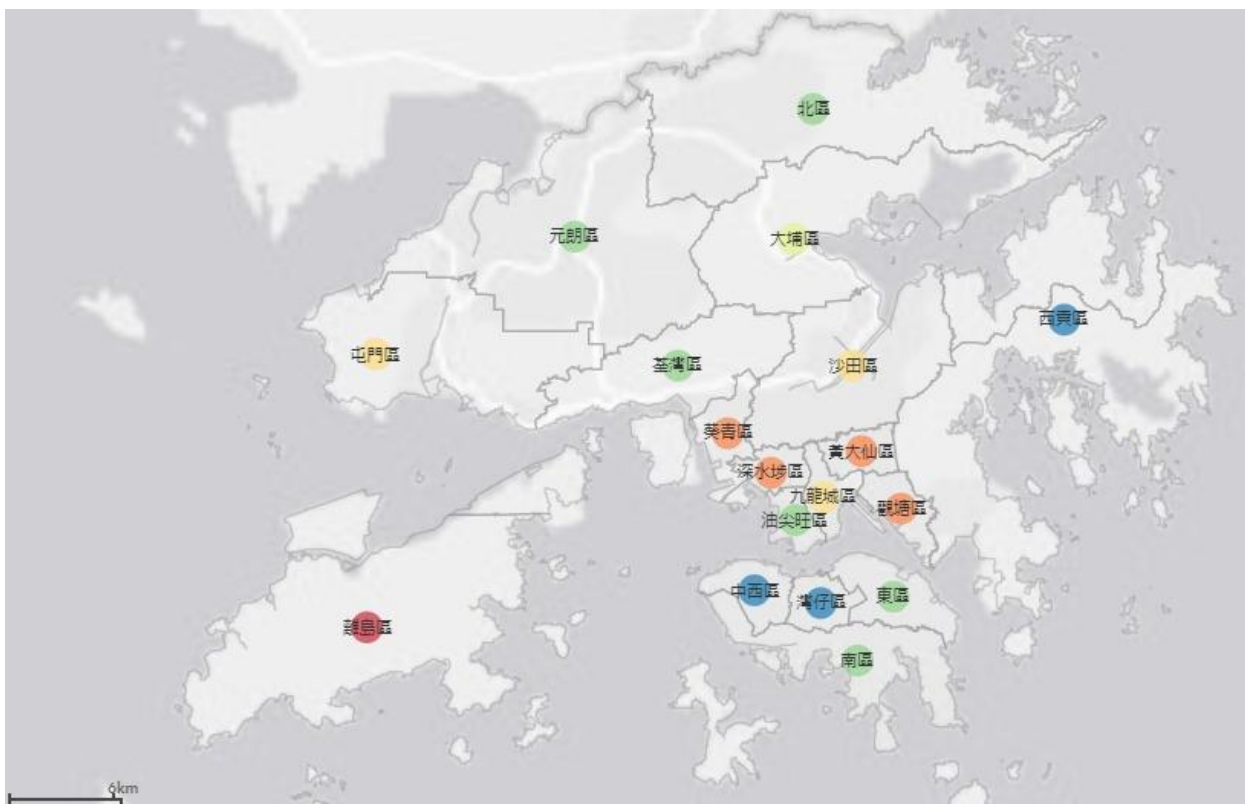 北區
元朗區
大埔區
西貢區
屯門區
荃灣區
沙田區
葵青區
黃大仙區
深水埗區
九龍城區
觀塘區
油尖旺區
中西區
灣仔區
東區
離島區
南區
6km